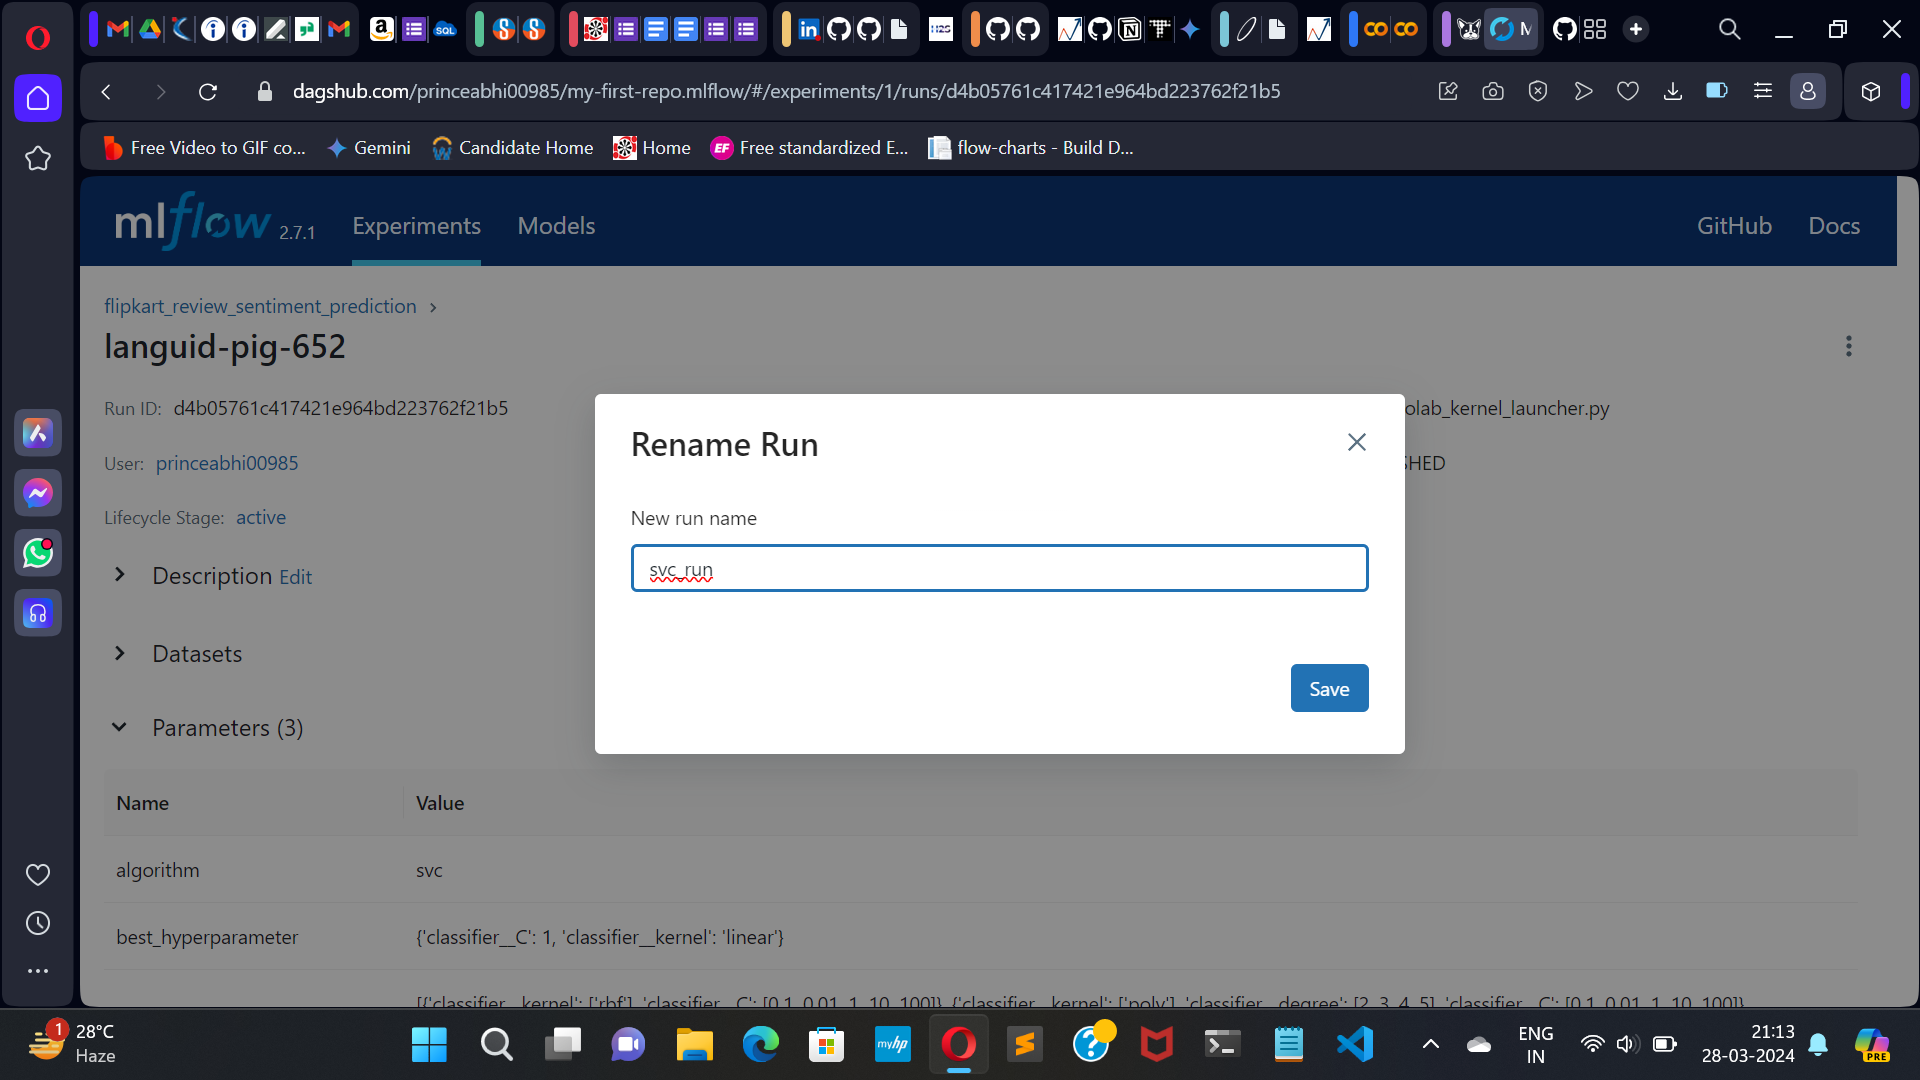 dagshub.com/princeabhi00985/my-first-repo.mlflow/#/experiments/1/runs/d4b05761c417421e964bd223762f21b5
Free Video to GIF co...
Gemini
Candidate Home
Home
EF
Free standardized E...
flow-charts - Build D...
mlflow 2.7.1
Experiments
Models
GitHub
Docs
flipkart_review_sentiment_prediction
languid-pig-652
Run ID: d4b05761c417421e964bd223762f21b5
olab_kernel_launcher.py
User: princeabhi00985
SHED
Lifecycle Stage: active
Description Edit
Datasets
Parameters (3)
Rename Run
New run name
svc_run
Save
Name Value
algorithm svc
best_hyperparameter {'classifier__C': 1, 'classifier__kernel': 'linear'}
[{'classifier__kernel': ['rbf'], 'classifier__C': [0.1, 0.01, 1, 10, 100]}, {'classifier__kernel': ['poly'], 'classifier__degree': [2, 3, 4, 5], 'classifier__C': [0.1, 0.01, 1, 10, 100]}
1
28°C
Haze
myhp
ENG
IN
21:13
28-03-2024
PRE